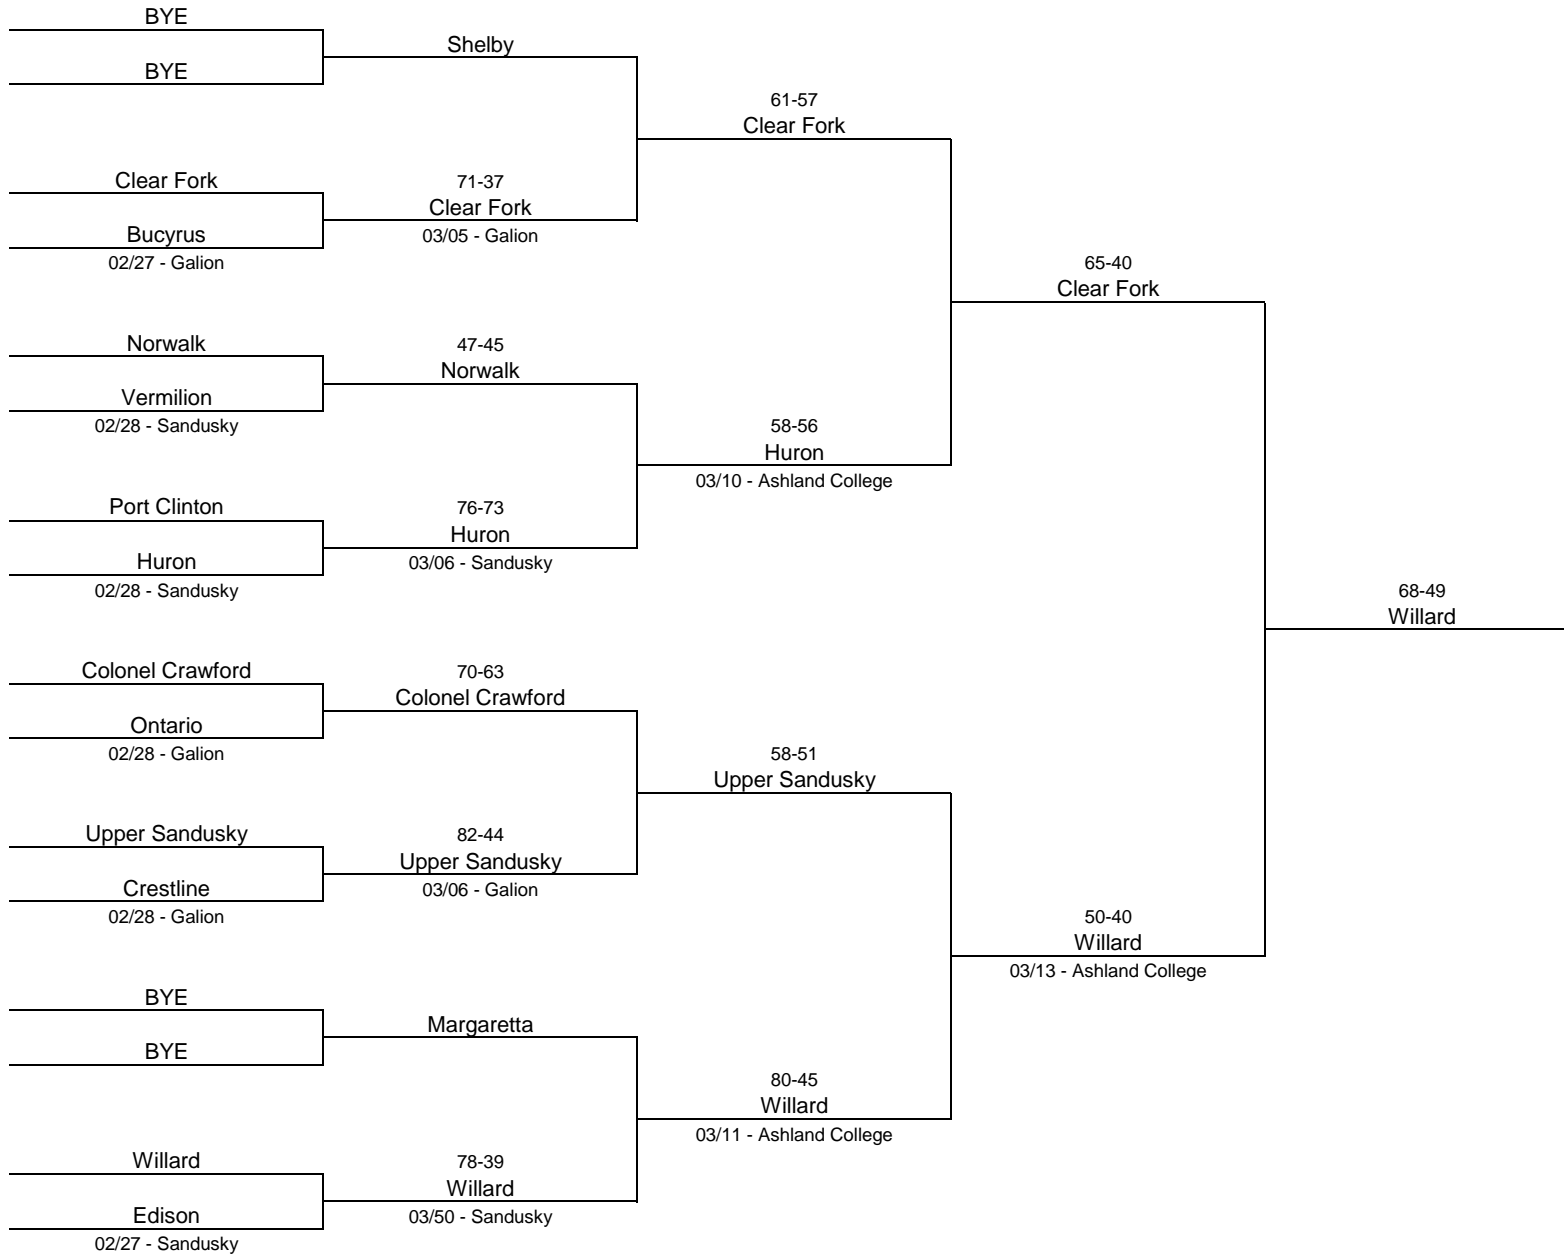 BYE
BYE
Shelby
61-57
Clear Fork
Clear Fork
Bucyrus
02/27 - Galion
71-37
Clear Fork
03/05 - Galion
65-40
Clear Fork
Norwalk
Vermilion
02/28 - Sandusky
47-45
Norwalk
58-56
Huron
03/10 - Ashland College
Port Clinton
Huron
02/28 - Sandusky
76-73
Huron
03/06 - Sandusky
68-49
Willard
Colonel Crawford
Ontario
02/28 - Galion
70-63
Colonel Crawford
58-51
Upper Sandusky
Upper Sandusky
Crestline
02/28 - Galion
82-44
Upper Sandusky
03/06 - Galion
50-40
Willard
03/13 - Ashland College
BYE
BYE
Margaretta
80-45
Willard
03/11 - Ashland College
Willard
Edison
02/27 - Sandusky
78-39
Willard
03/50 - Sandusky